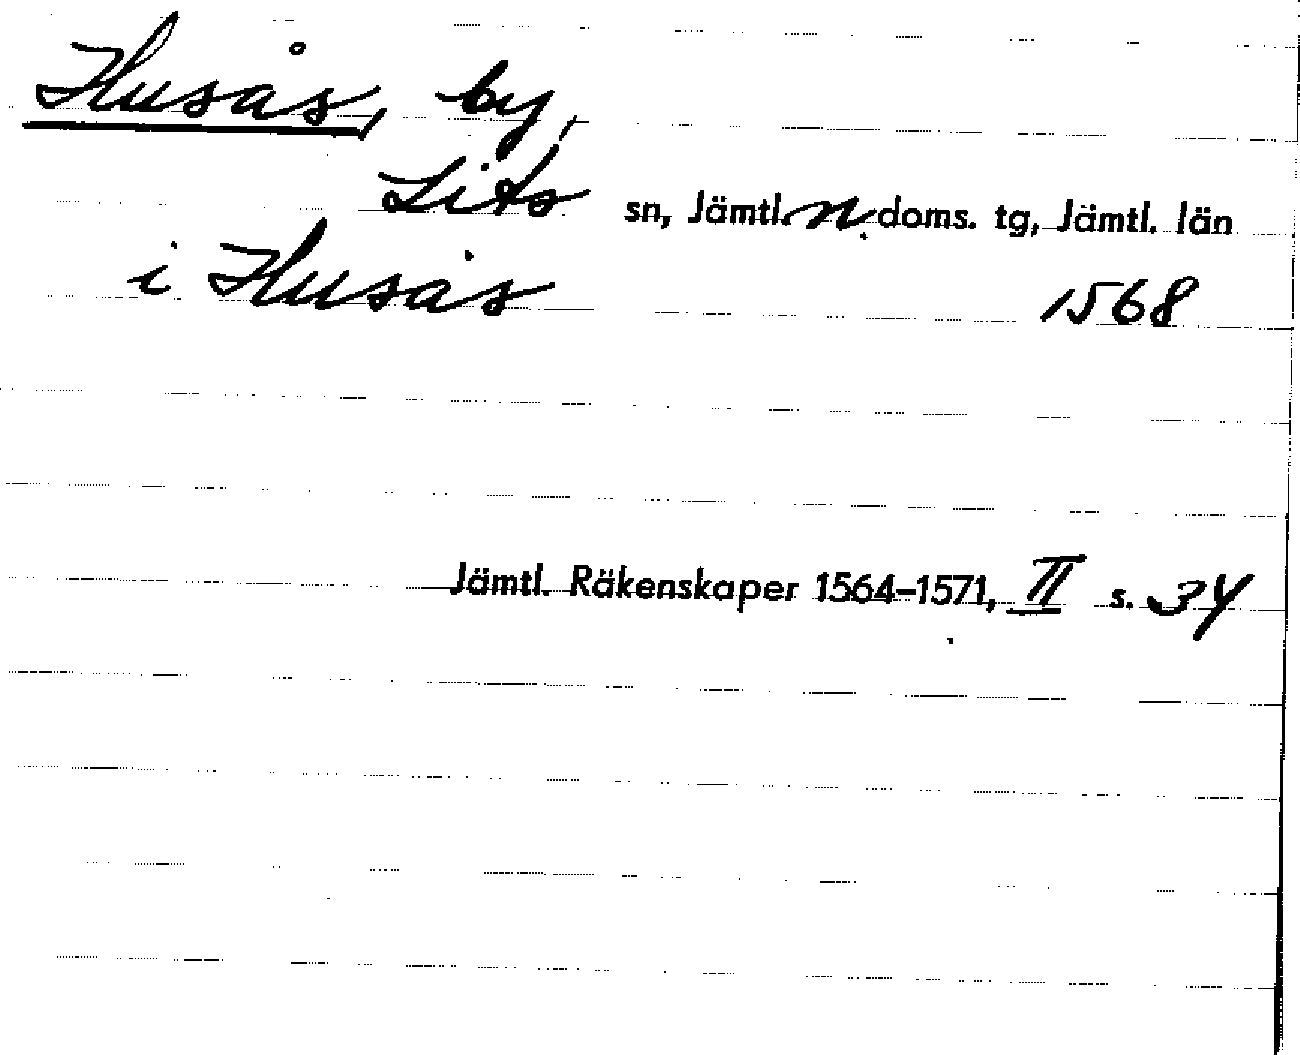 Husås, by,
Lits sn, Jämtl. n. doms. tg, Jämtl. län
i Husås 1568
Jämtl. Räkenskaper 1564–1571, II s. 34